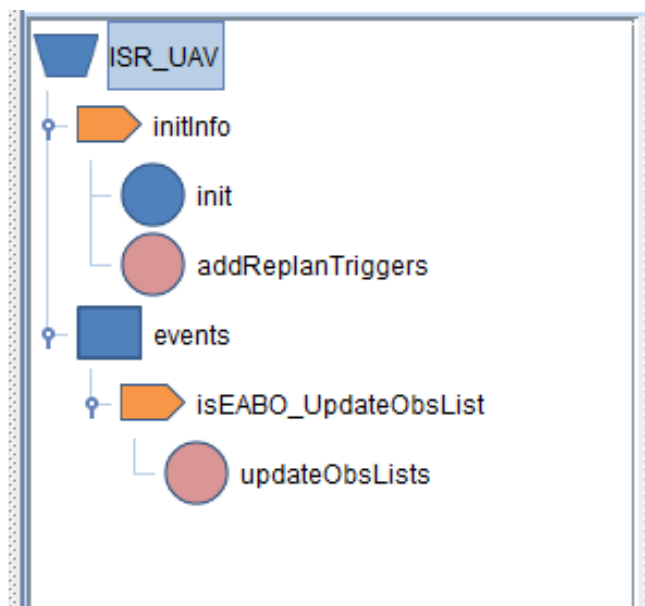 ISR_UAV
initInfo
init
addReplanTriggers
events
isEABO_UpdateObsList
updateObsLists